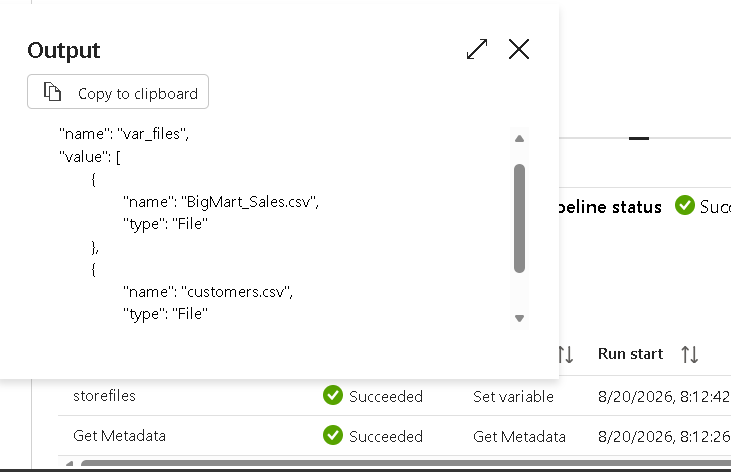 Output
Copy to clipboard
"name": "var_files",
"value": [
{
"name": "BigMart_Sales.csv",
"type": "File"
},
{
"name": "customers.csv",
"type": "File"
peline status Succ
Run start
storefiles Succeeded Set variable 8/20/2026, 8:12:42
Get Metadata Succeeded Get Metadata 8/20/2026, 8:12:26